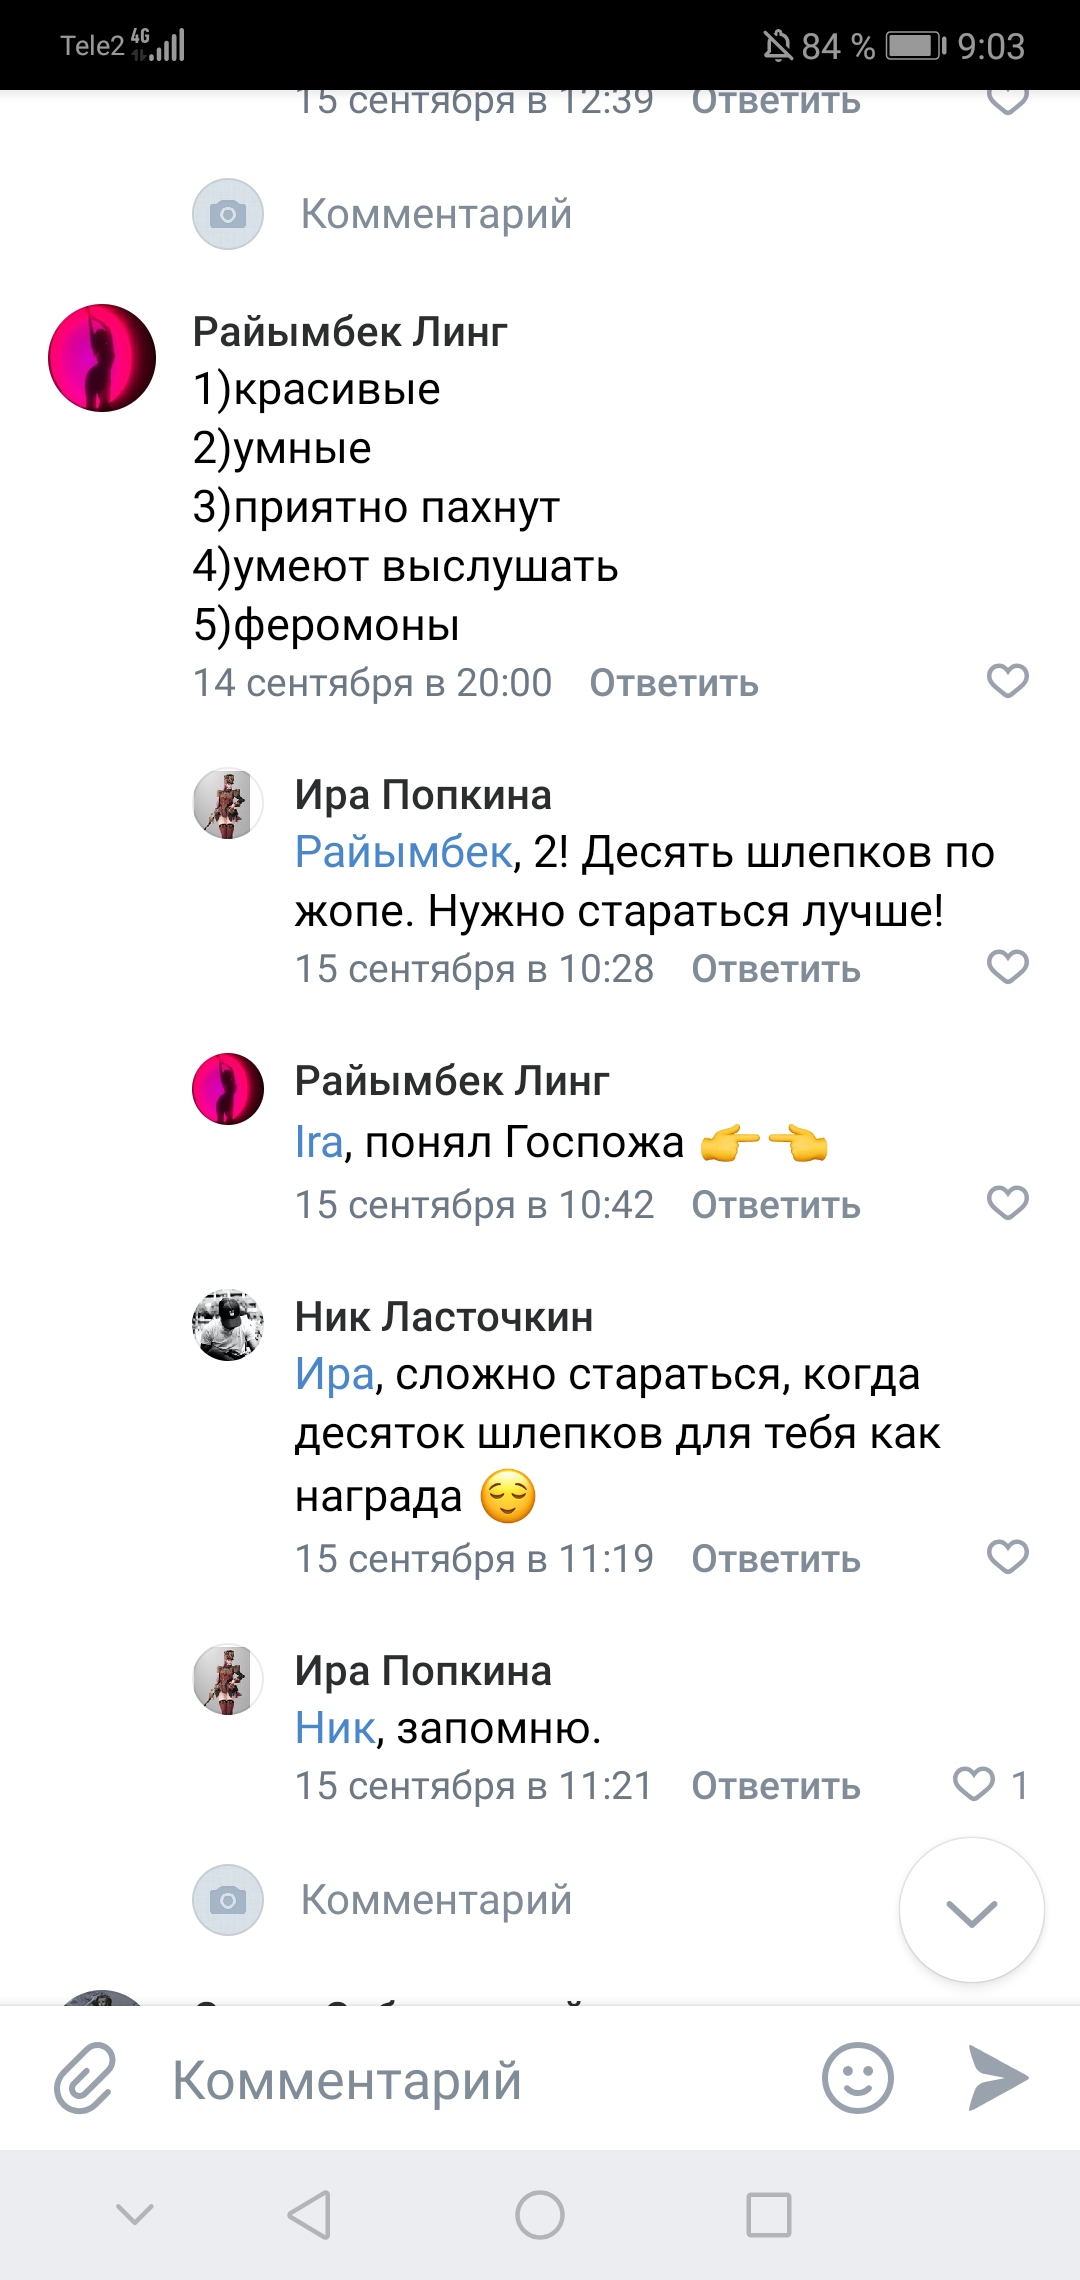 Tele2 4G 84 % 9:03
15 сентября в 12:39 Ответить
Комментарий
Райымбек Линг
1)красивые
2)умные
3)приятно пахнут
4)умеют выслушать
5)феромоны
14 сентября в 20:00 Ответить
Ира Попкина
Райымбек, 2! Десять шлепков по
жопе. Нужно стараться лучше!
15 сентября в 10:28 Ответить
Райымбек Линг
Ira, понял Госпожа 👉👈
15 сентября в 10:42 Ответить
Ник Ласточкин
Ира, сложно стараться, когда
десяток шлепков для тебя как
награда 😌
15 сентября в 11:19 Ответить
Ира Попкина
Ник, запомню.
15 сентября в 11:21 Ответить 1
Комментарий
Комментарий